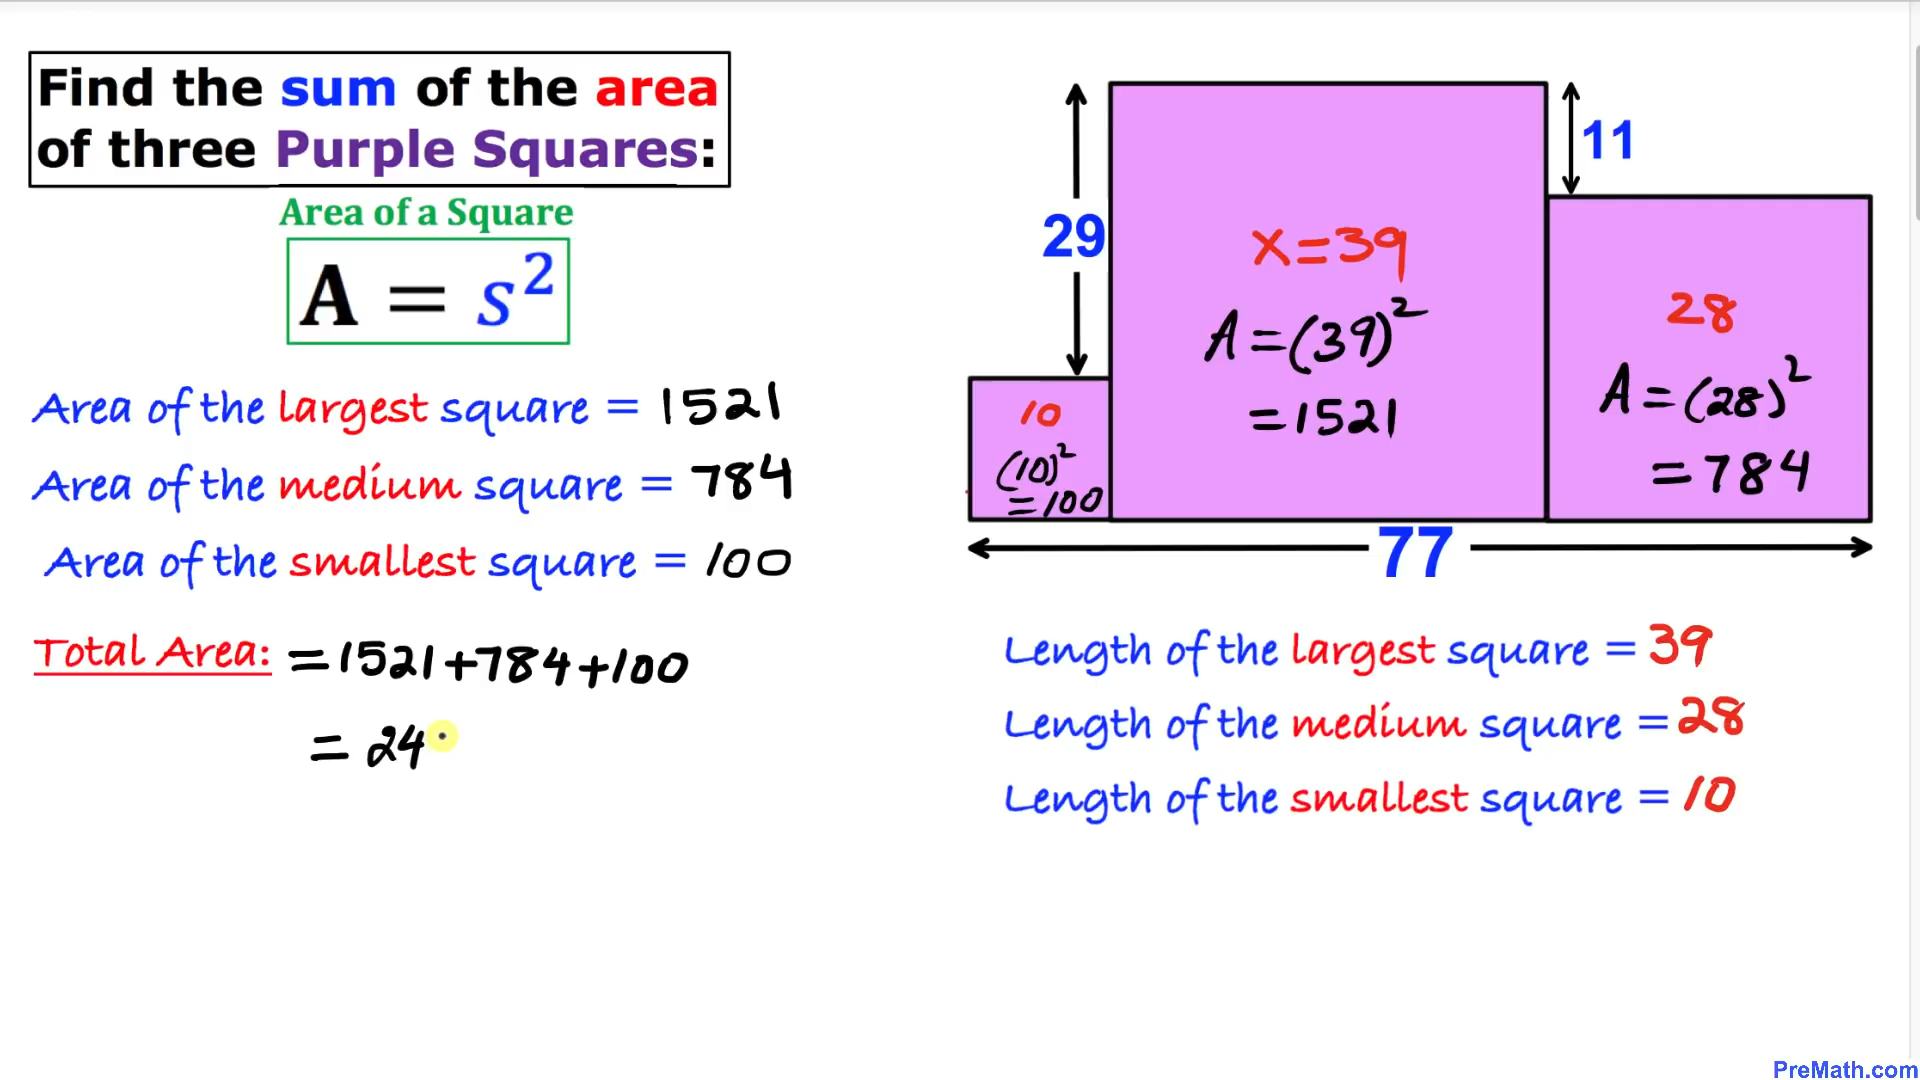 Find the sum of the area
of three Purple Squares:
Area of a Square
A = s²
Area of the largest square = 1521
Area of the medium square = 784
Area of the smallest square = 100
Total Area: = 1521+784+100
= 24
29
11
x=39
A=(39)²
=1521
28
A=(28)²
=784
10
(10)²
=100
77
Length of the largest square = 39
Length of the medium square = 28
Length of the smallest square = 10
PreMath.com